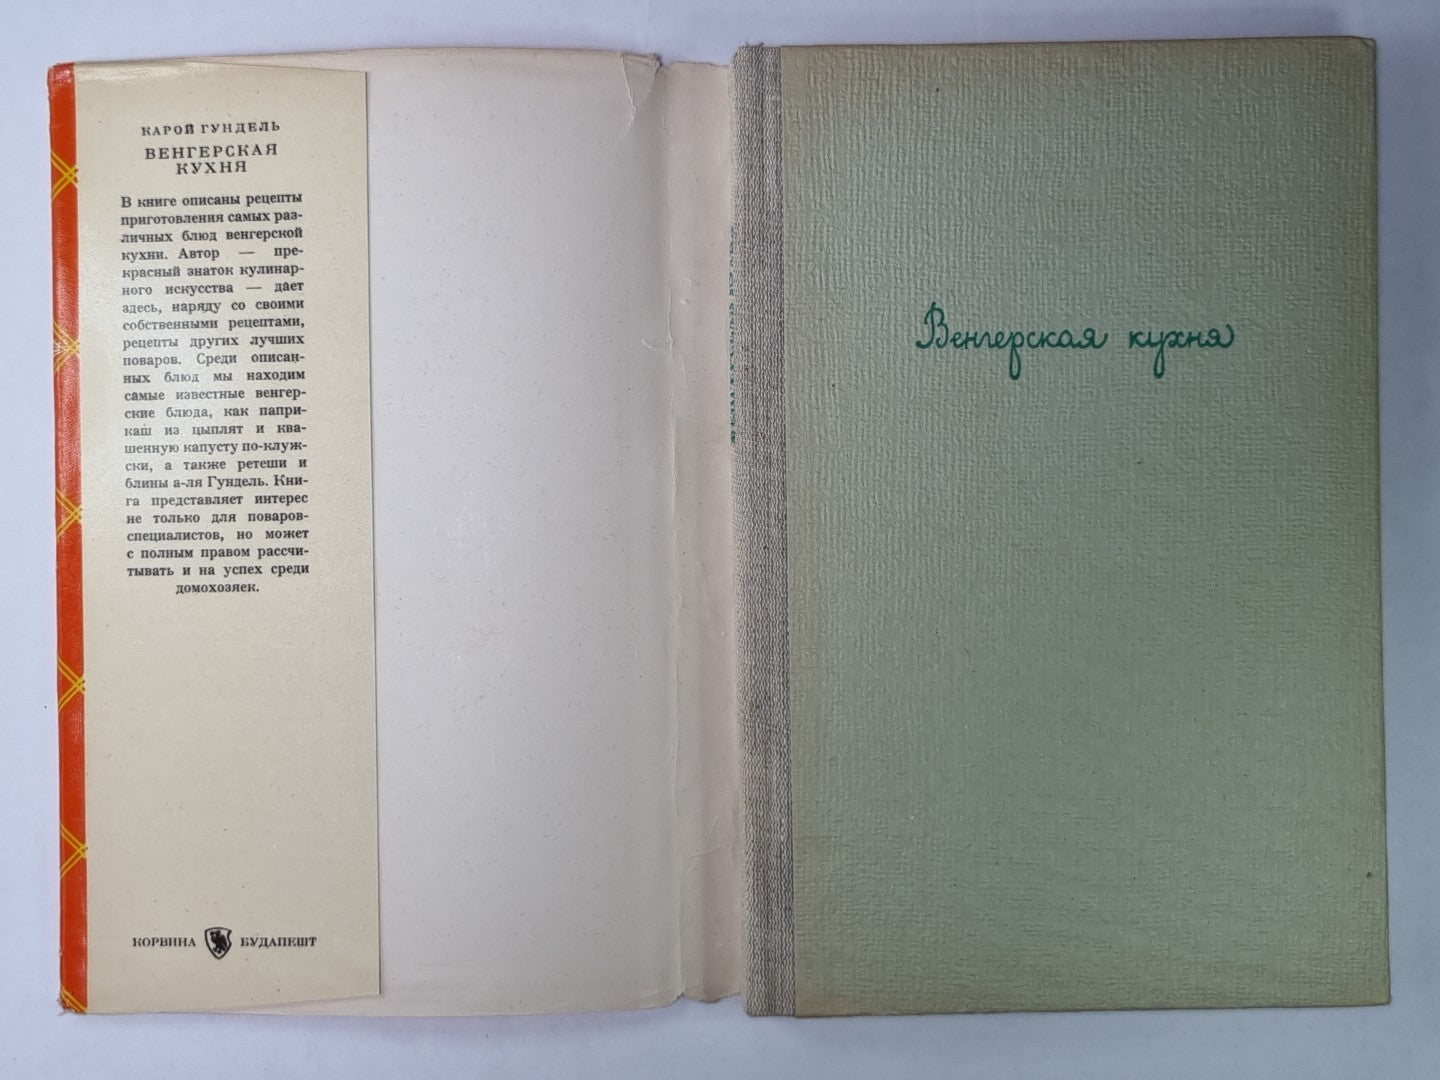 КАРОЙ ГУНДЕЛЬ
ВЕНГЕРСКАЯ
КУХНЯ
В книге описаны рецепты
приготовления самых раз-
личных блюд венгерской
кухни. Автор — пре-
красный знаток кулинар-
ного искусства — дает
здесь, наряду со своими
собственными рецептами,
рецепты других лучших
поваров. Среди описан-
ных блюд мы находим
самые известные венгер-
ские блюда, как папри-
каш из цыплят и ква-
шенную капусту по-клуж-
ски, а также ретеши и
блины а-ля Гундель. Кни-
га представляет интерес
не только для поваров-
специалистов, но может
с полным правом рассчи-
тывать и на успех среди
домохозяек.
КОРВИНА БУДАПЕШТ
Венгерская кухня